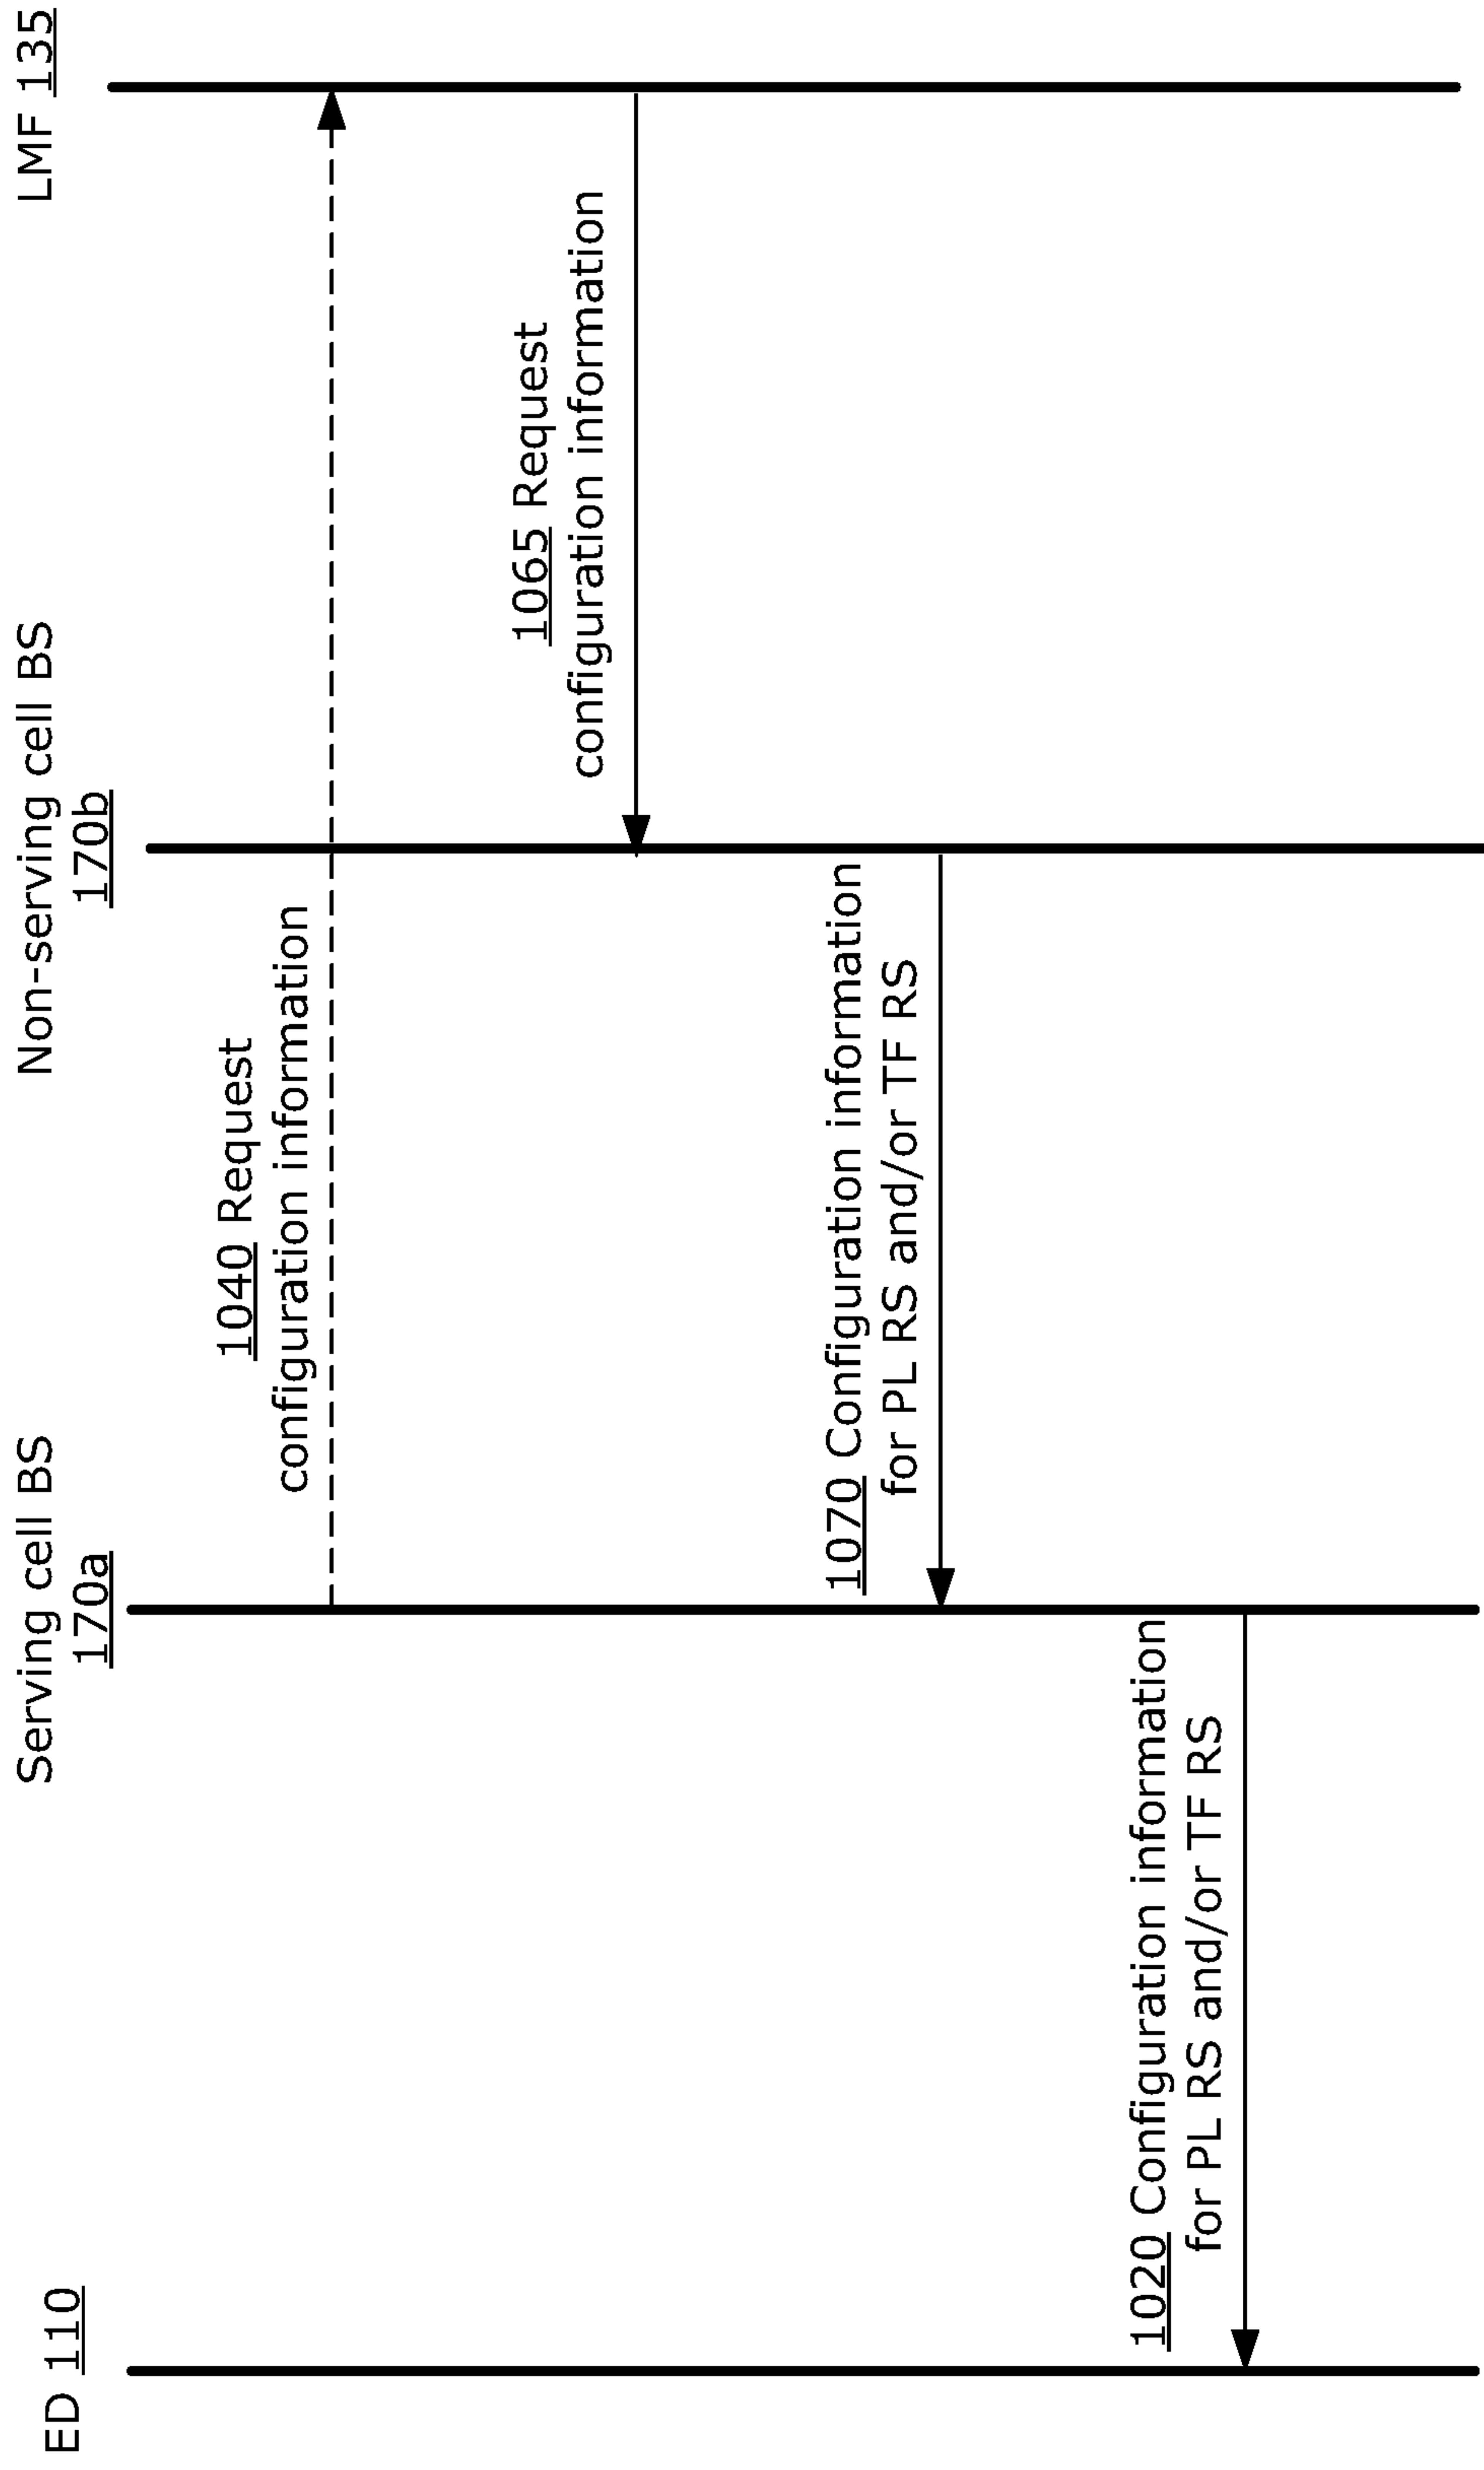 ED 110
Serving cell BS
170a
Non-serving cell BS
170b
LMF 135
1040 Request
configuration information
1065 Request
configuration information
1070 Configuration information
for PL RS and/or TF RS
1020 Configuration information
for PL RS and/or TF RS